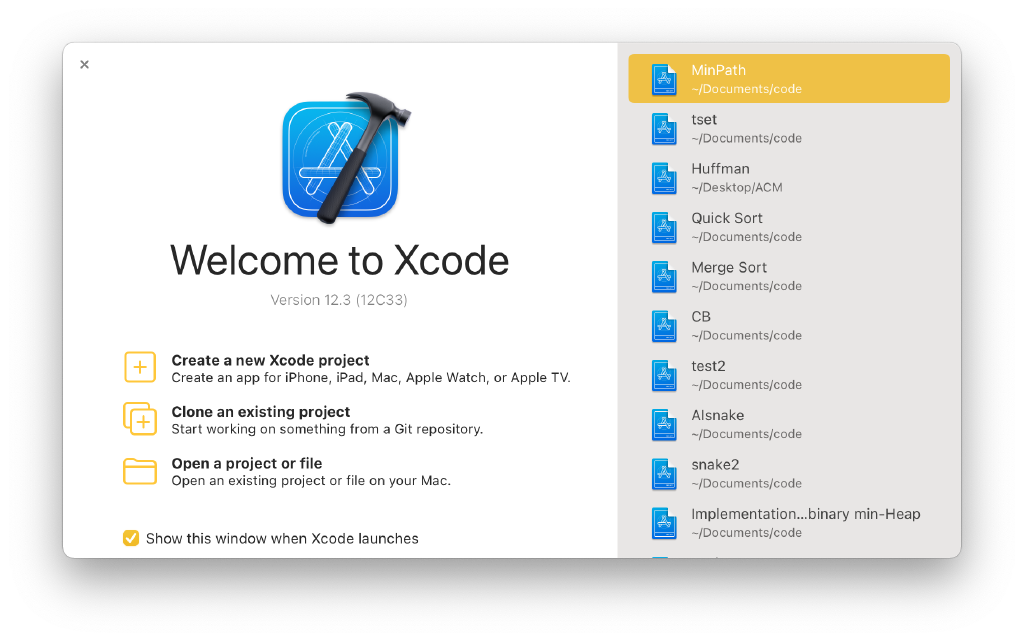 Welcome to Xcode
Version 12.3 (12C33)
Create a new Xcode project
Create an app for iPhone, iPad, Mac, Apple Watch, or Apple TV.
Clone an existing project
Start working on something from a Git repository.
Open a project or file
Open an existing project or file on your Mac.
Show this window when Xcode launches
MinPath
~/Documents/code
tset
~/Documents/code
Huffman
~/Desktop/ACM
Quick Sort
~/Documents/code
Merge Sort
~/Documents/code
CB
~/Documents/code
test2
~/Documents/code
AIsnake
~/Documents/code
snake2
~/Documents/code
Implementation...binary min-Heap
~/Documents/code